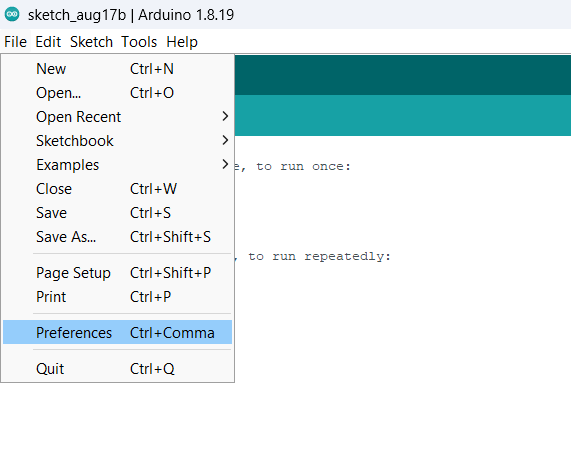 sketch_aug17b | Arduino 1.8.19
File Edit Sketch Tools Help
New Ctrl+N
Open... Ctrl+O
Open Recent
Sketchbook
Examples
, to run once:
Close Ctrl+W
Save Ctrl+S
Save As... Ctrl+Shift+S
, to run repeatedly:
Page Setup Ctrl+Shift+P
Print Ctrl+P
Preferences Ctrl+Comma
Quit Ctrl+Q